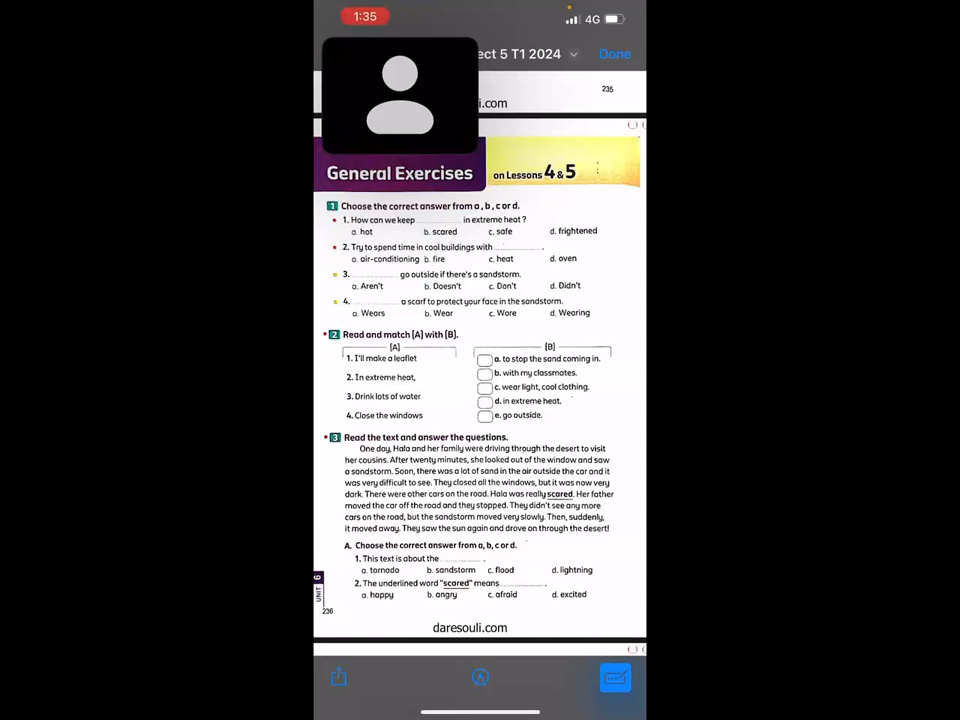 1:35
4G
ect 5 T1 2024
Done
235
i.com
General Exercises
on Lessons 4 & 5
1 Choose the correct answer from a, b, c or d.
1. How can we keep .............. in extreme heat?
a. hot b. scared c. safe d. frightened
2. Try to spend time in cool buildings with .............. .
a. air-conditioning b. fire c. heat d. oven
3. .............. go outside if there's a sandstorm.
a. Aren't b. Doesn't c. Don't d. Didn't
4. .............. a scarf to protect your face in the sandstorm.
a. Wears b. Wear c. Wore d. Wearing
2 Read and match [A] with [B].
[A] [B]
1. I'll make a leaflet a. to stop the sand coming in.
2. In extreme heat, b. with my classmates.
3. Drink lots of water c. wear light, cool clothing.
4. Close the windows d. in extreme heat.
e. go outside.
3 Read the text and answer the questions.
One day, Hala and her family were driving through the desert to visit
her cousins. After twenty minutes, she looked out of the window and saw
a sandstorm. Soon, there was a lot of sand in the air outside the car and it
was very difficult to see. They closed all the windows, but it was now very
dark. There were other cars on the road. Hala was really scared. Her father
moved the car off the road and they stopped. They didn't see any more
cars on the road, but the sandstorm moved very slowly. Then, suddenly,
it moved away. They saw the sun again and drove on through the desert!
A. Choose the correct answer from a, b, c or d.
1. This text is about the .............. .
a. tornado b. sandstorm c. flood d. lightning
2. The underlined word "scared" means .............. .
a. happy b. angry c. afraid d. excited
UNIT 6
236
daresouli.com